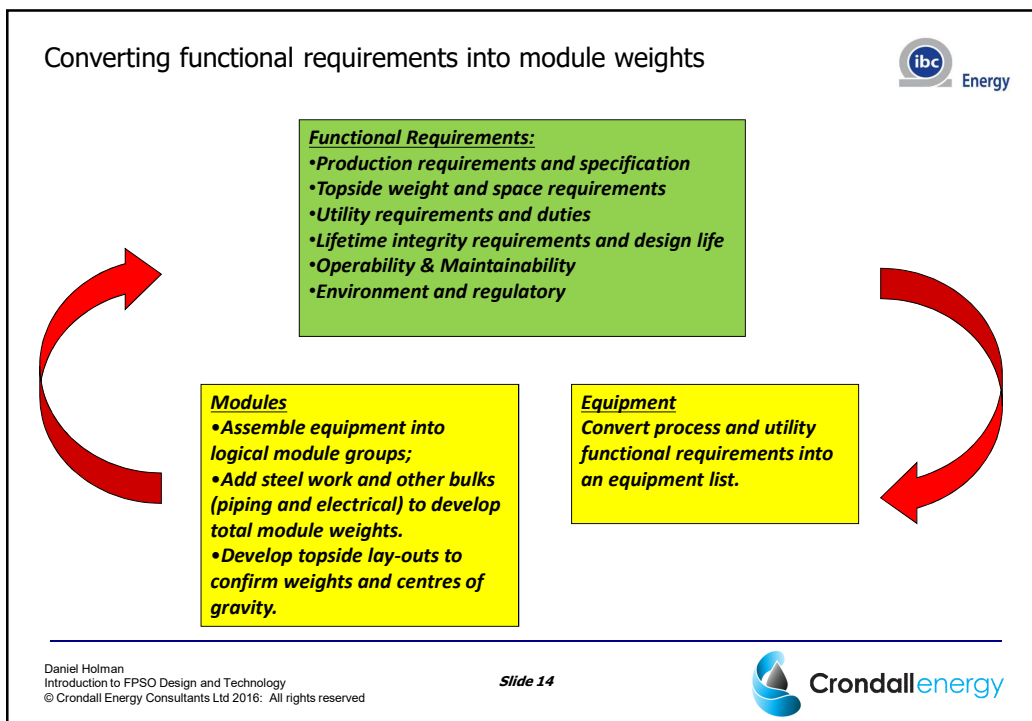 Converting functional requirements into module weights
ibc
Energy
Functional Requirements:
•Production requirements and specification
•Topside weight and space requirements
•Utility requirements and duties
•Lifetime integrity requirements and design life
•Operability & Maintainability
•Environment and regulatory
Modules
•Assemble equipment into
logical module groups;
•Add steel work and other bulks
(piping and electrical) to develop
total module weights.
•Develop topside lay-outs to
confirm weights and centres of
gravity.
Equipment
Convert process and utility
functional requirements into
an equipment list.
Daniel Holman
Introduction to FPSO Design and Technology
© Crondall Energy Consultants Ltd 2016: All rights reserved
Slide 14
Crondallenergy